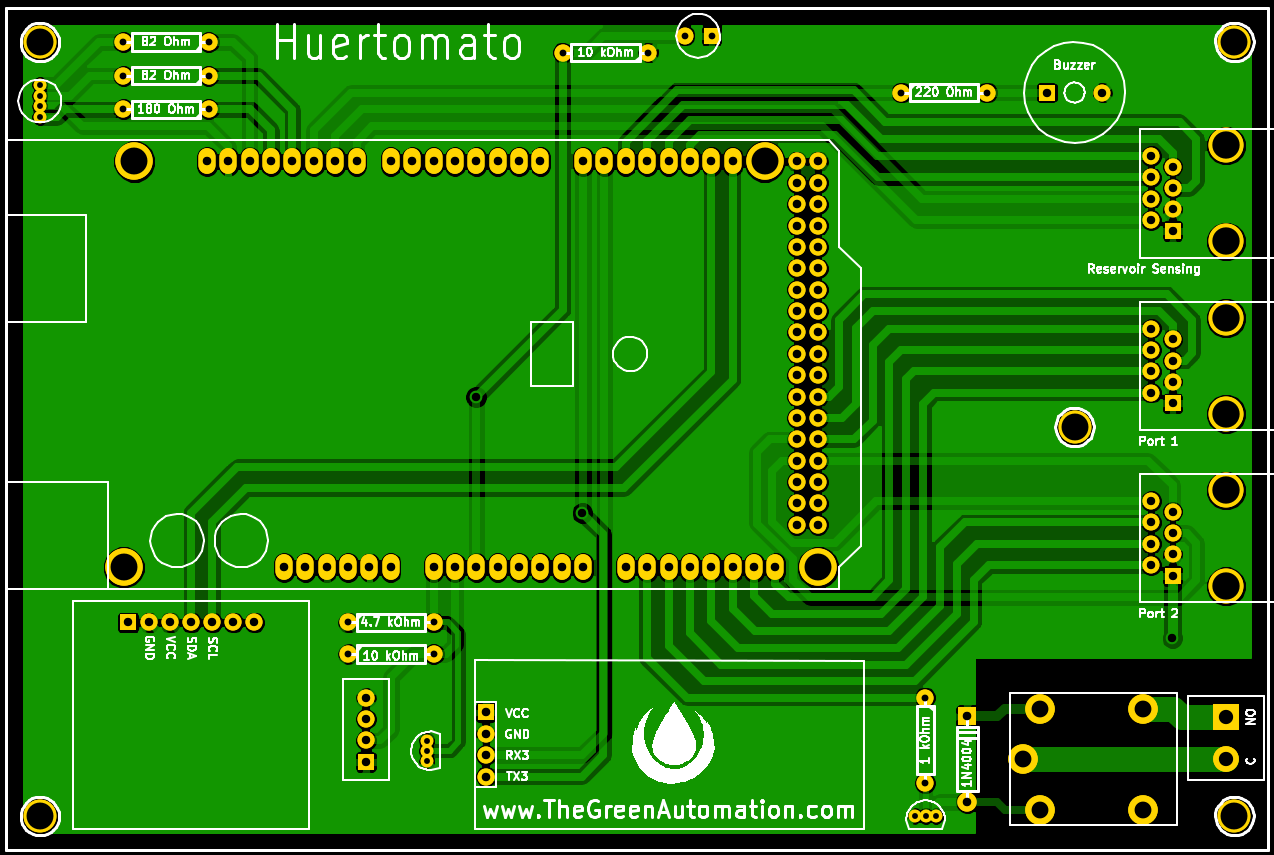 Huertomato
82 Ohm
82 Ohm
180 Ohm
10 kOhm
Buzzer
220 Ohm
Reservoir Sensing
Port 1
Port 2
GND
VCC
SDA
SCL
4.7 kOhm
10 kOhm
VCC
GND
RX3
TX3
www.TheGreenAutomation.com
1 kOhm
1N4004
NO
C